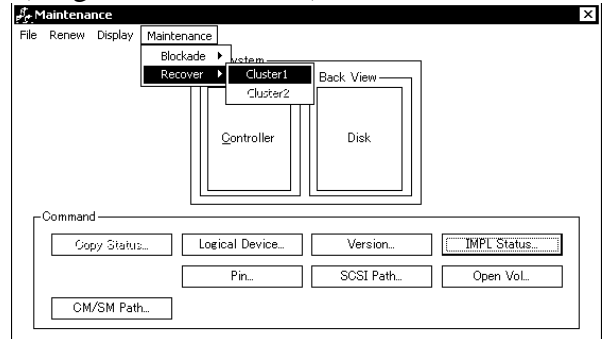 Maintenance
File Renew Display Maintenance
Blockade
ystem
Recover Cluster1 Back View
Cluster2
Controller Disk
Command
Copy Status... Logical Device... Version... IMPL Status...
Pin... SCSI Path... Open Vol...
CM/SM Path...